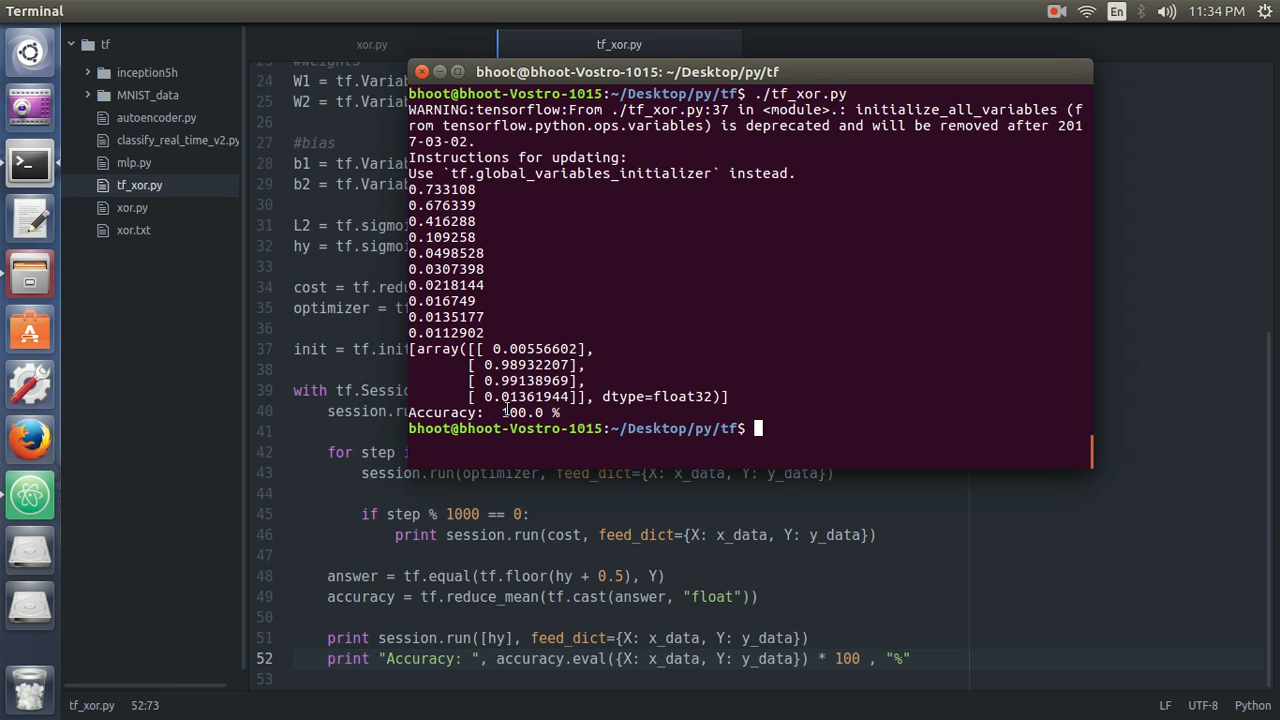 Terminal
En
11:34 PM
tf
inception5h
MNIST_data
autoencoder.py
classify_real_time_v2.py
mlp.py
tf_xor.py
xor.py
xor.txt
xor.py
tf_xor.py
24 W1 = tf.Varia
25 W2 = tf.Varia
26
27 #bias
28 b1 = tf.Varia
29 b2 = tf.Varia
30
31 L2 = tf.sigmoi
32 hy = tf.sigmoi
33
34 cost = tf.redu
35 optimizer = tf
36
37 init = tf.init
38
39 with tf.Sessi
40 session.ru
41
42 for step i
43 session.run(optimizer, feed_dict={X: x_data, Y: y_data})
44
45 if step % 1000 == 0:
46 print session.run(cost, feed_dict={X: x_data, Y: y_data})
47
48 answer = tf.equal(tf.floor(hy + 0.5), Y)
49 accuracy = tf.reduce_mean(tf.cast(answer, "float"))
50
51 print session.run([hy], feed_dict={X: x_data, Y: y_data})
52 print "Accuracy: ", accuracy.eval({X: x_data, Y: y_data}) * 100 , "%"
53
bhoot@bhoot-Vostro-1015: ~/Desktop/py/tf
bhoot@bhoot-Vostro-1015:~/Desktop/py/tf$ ./tf_xor.py
WARNING:tensorflow:From ./tf_xor.py:37 in <module>.: initialize_all_variables (f
rom tensorflow.python.ops.variables) is deprecated and will be removed after 201
7-03-02.
Instructions for updating:
Use `tf.global_variables_initializer` instead.
0.733108
0.676339
0.416288
0.109258
0.0498528
0.0307398
0.0218144
0.016749
0.0135177
0.0112902
[array([[ 0.00556602],
[ 0.98932207],
[ 0.99138969],
[ 0.01361944]], dtype=float32)]
Accuracy: 100.0 %
bhoot@bhoot-Vostro-1015:~/Desktop/py/tf$
tf_xor.py 52:73
LF UTF-8 Python